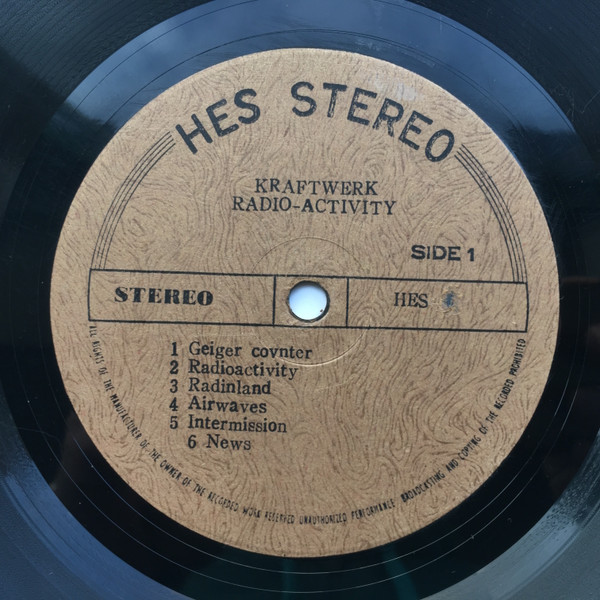 HES STEREO
KRAFTWERK
RADIO-ACTIVITY
SIDE 1
STEREO
HES
1 Geiger covnter
2 Radioactivity
3 Radinland
4 Airwaves
5 Intermission
6 News
ALL RIGHTS OF THE MANUFACTURER OF THE OWNER OF THE RECORDED WORK RESERVED UNAUTHORIZED PERFORMANCE BROADCASTING AND COPYING OF THE RECORDED PROHIBITED